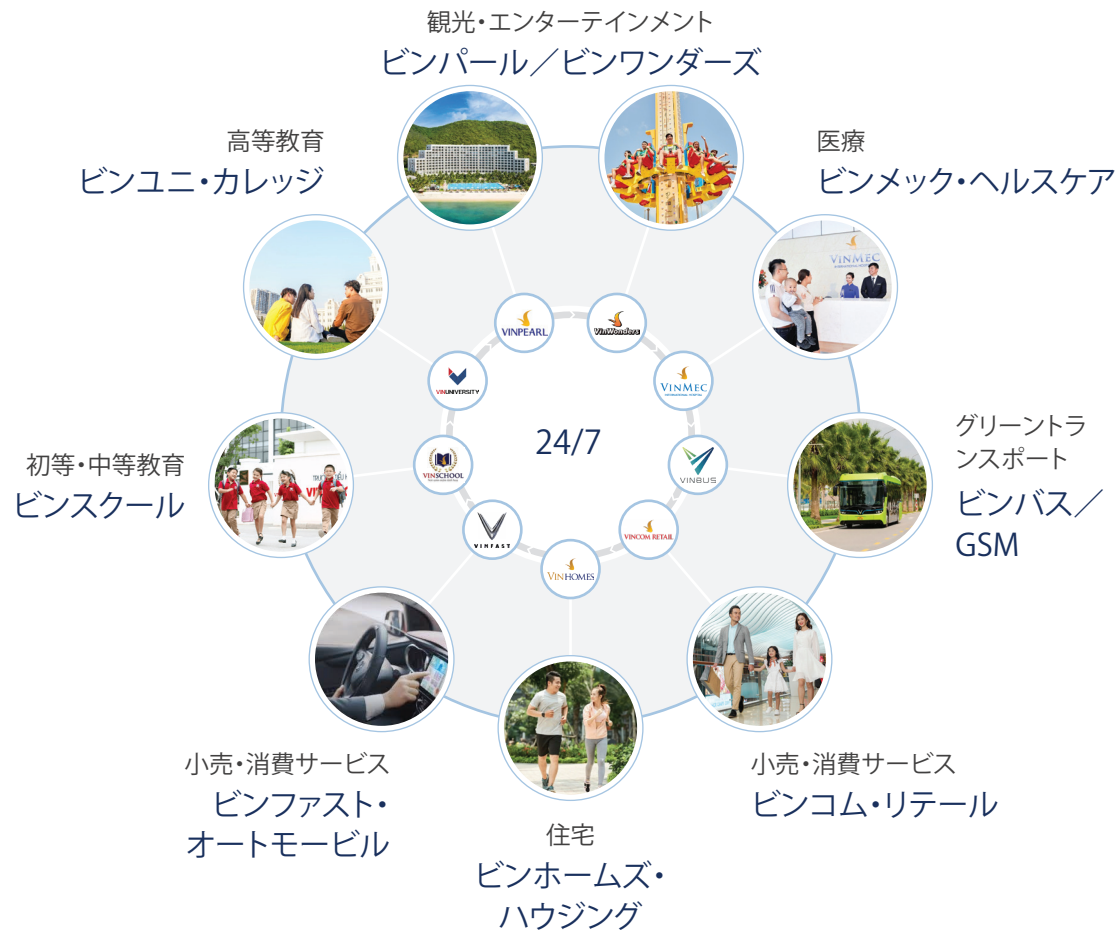 観光・エンターテインメント
ビンパール／ビンワンダーズ
高等教育
ビンユニ・カレッジ
医療
ビンメック・ヘルスケア
VINMEC
VINPEARL
VinWonders
VINUNIVERSITY
VINMEC
INTERNATIONAL HOSPITAL
24/7
初等・中等教育
ビンスクール
VINSCHOOL
VINBUS
グリーントラ
ンスポート
ビンバス／
GSM
VINFAST
VINCOM RETAIL
VINHOMES
小売・消費サービス
ビンファスト・
オートモービル
小売・消費サービス
ビンコム・リテール
住宅
ビンホームズ・
ハウジング